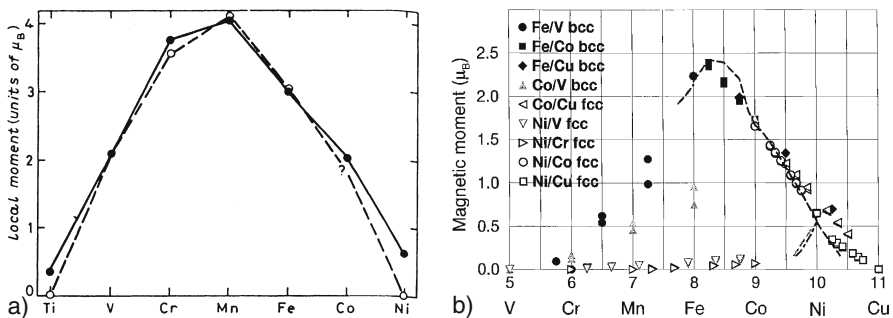 a)
Local moment (units of μB)
4
3
2
1
0
?
Ti V Cr Mn Fe Co Ni
b)
Magnetic moment (μB)
2.5
2.0
1.5
1.0
0.5
0.0
Fe/V bcc
Fe/Co bcc
Fe/Cu bcc
Co/V bcc
Co/Cu fcc
Ni/V fcc
Ni/Cr fcc
Ni/Co fcc
Ni/Cu fcc
5 6 7 8 9 10 11
V Cr Mn Fe Co Ni Cu